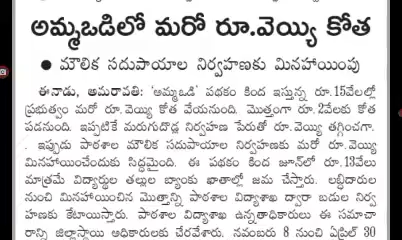 అమ్మఒడిలో మరో రూ.వెయ్యి కోత
● మౌలిక సదుపాయాల నిర్వహణకు మినహాయింపు
ఈనాడు, అమరావతి: ‘అమ్మఒడి’ పథకం కింద ఇస్తున్న రూ.15వేలల్లో
ప్రభుత్వం మరో రూ.వెయ్యి కోత వేయనుంది. మొత్తంగా రూ.2వేలకు కోత
పడనుంది. ఇప్పటికే మరుగుదొడ్ల నిర్వహణ పేరుతో రూ.వెయ్యి తగ్గించగా.
ఇప్పుడు పాఠశాల మౌలిక సదుపాయాల నిర్వహణకు మరో రూ.వెయ్యి
మినహాయించేందుకు సిద్ధమైంది. ఈ పథకం కింద జూన్‌లో రూ.13వేలు
మాత్రమే విద్యార్థుల తల్లుల బ్యాంకు ఖాతాల్లో జమ చేస్తారు. లబ్ధిదారుల
నుంచి మినహాయించిన మొత్తాన్ని పాఠశాల విద్యాశాఖ ద్వారా బడుల నిర్వ
హణకు కేటాయిస్తారు. పాఠశాల విద్యాశాఖ ఉన్నతాధికారులు ఈ సమాచా
రాన్ని జిల్లాస్థాయి అధికారులకు చేరవేశారు. నవంబరు 8 నుంచి ఏప్రిల్ 30